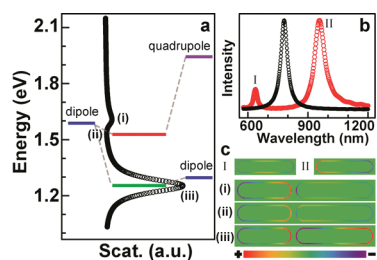 a
2.1
1.8
1.5
1.2
Energy (eV)
quadrupole
dipole
(i)
(ii)
dipole
(iii)
Scat. (a.u.)
b
II
I
Intensity
600 900 1200
Wavelength (nm)
c
I II
(i)
(ii)
(iii)
+ −